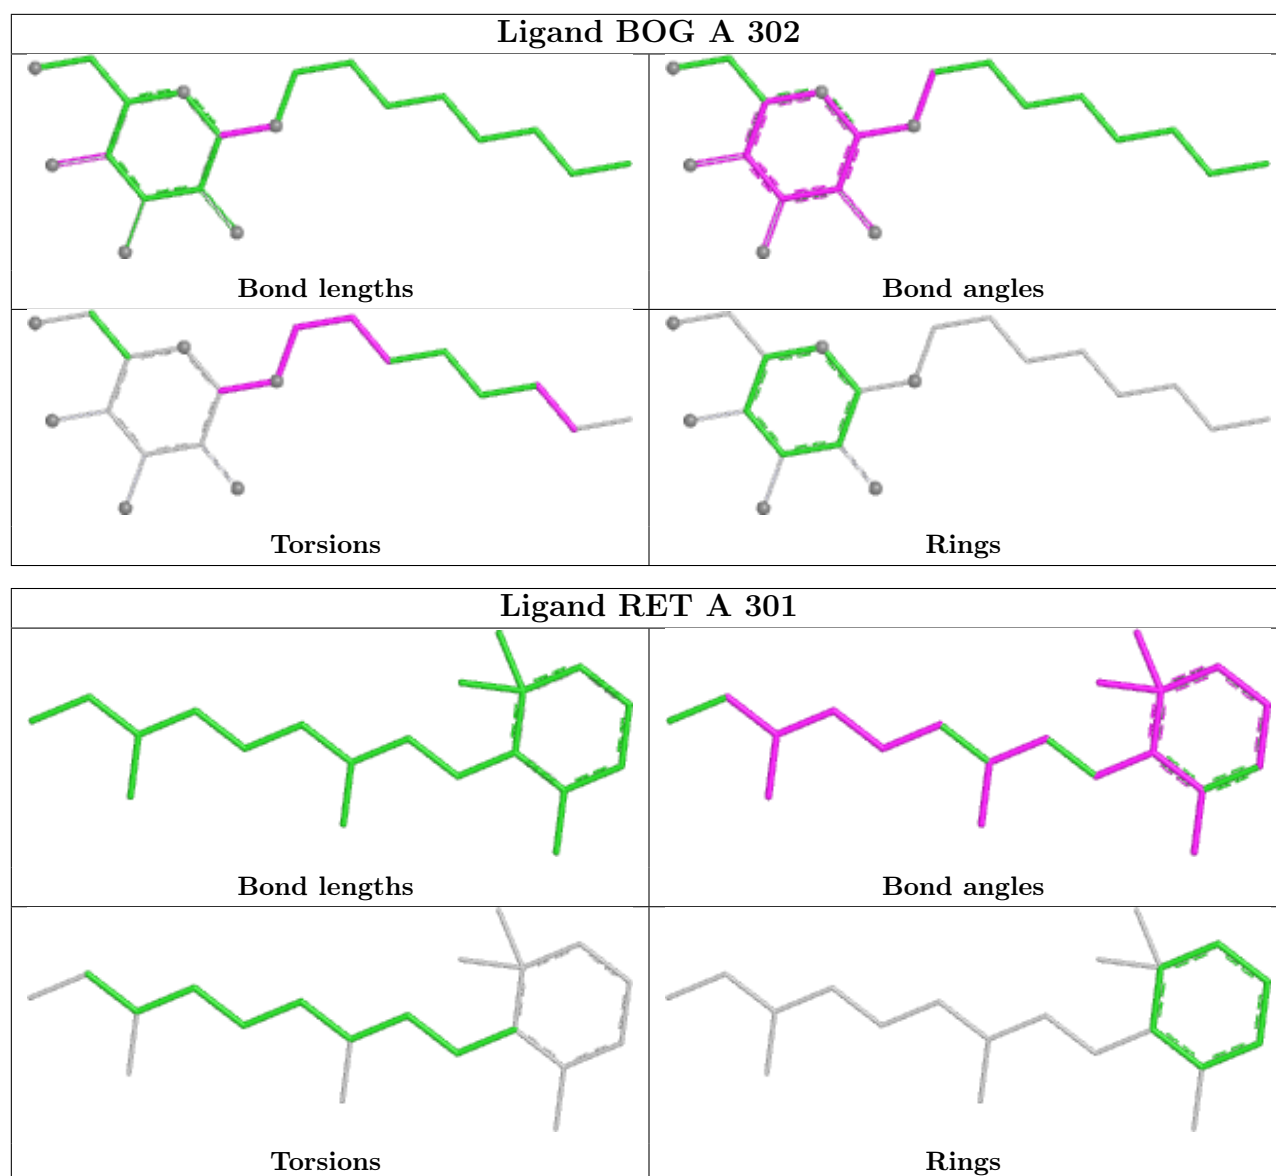 Ligand BOG A 302
Bond lengths
Bond angles
Torsions
Rings
Ligand RET A 301
Bond lengths
Bond angles
Torsions
Rings